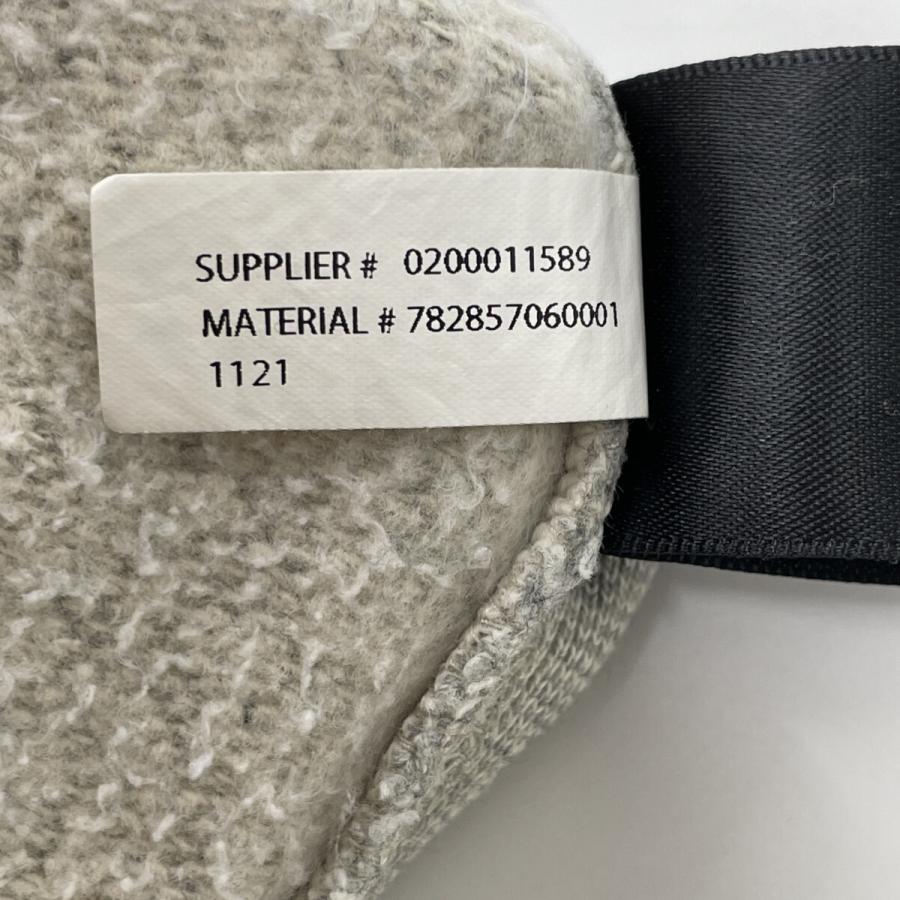 SUPPLIER # 0200011589
MATERIAL # 782857060001
1121